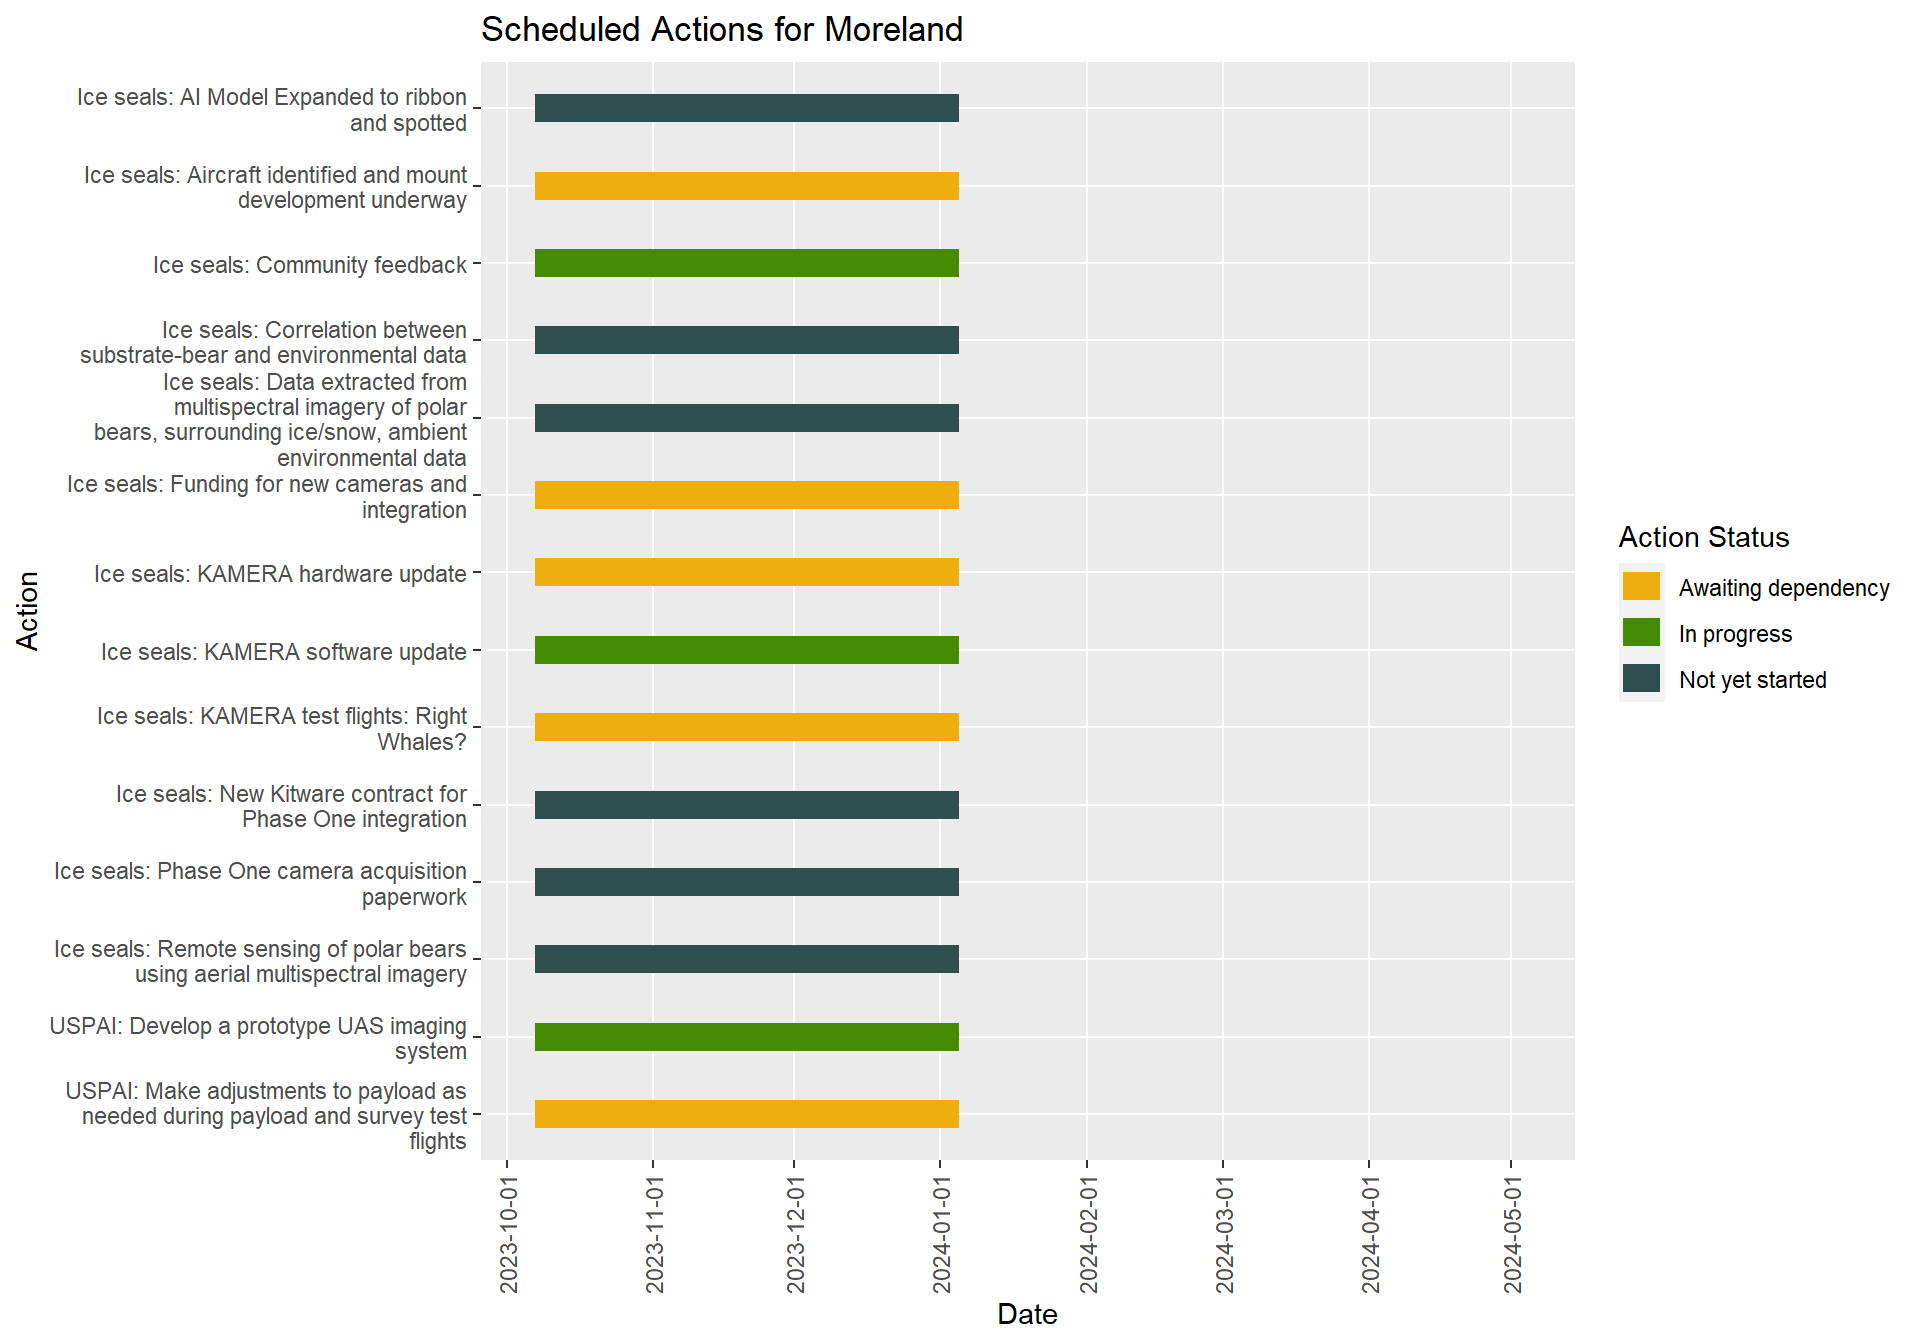 Scheduled Actions for Moreland
Ice seals: AI Model Expanded to ribbon
and spotted
Ice seals: Aircraft identified and mount
development underway
Ice seals: Community feedback
Ice seals: Correlation between
substrate-bear and environmental data
Ice seals: Data extracted from
multispectral imagery of polar
bears, surrounding ice/snow, ambient
environmental data
Ice seals: Funding for new cameras and
integration
Ice seals: KAMERA hardware update
Ice seals: KAMERA software update
Ice seals: KAMERA test flights: Right
Whales?
Ice seals: New Kitware contract for
Phase One integration
Ice seals: Phase One camera acquisition
paperwork
Ice seals: Remote sensing of polar bears
using aerial multispectral imagery
USPAI: Develop a prototype UAS imaging
system
USPAI: Make adjustments to payload as
needed during payload and survey test
flights
Action
2023-10-01
2023-11-01
2023-12-01
2024-01-01
2024-02-01
2024-03-01
2024-04-01
2024-05-01
Date
Action Status
Awaiting dependency
In progress
Not yet started